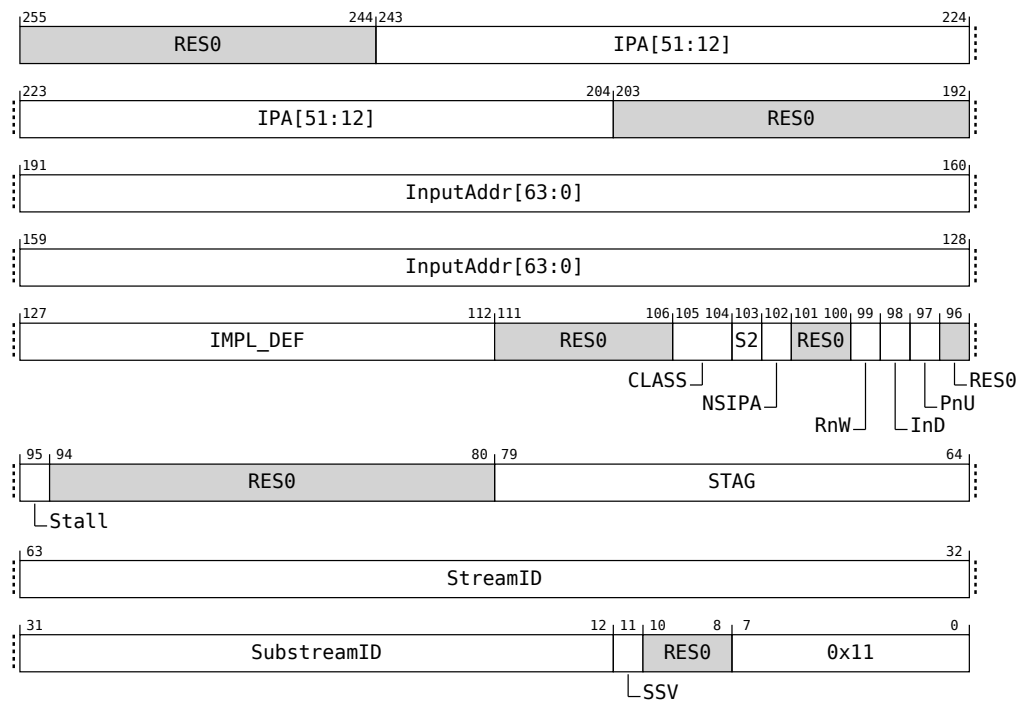 255 244 243 224
RES0 IPA[51:12]
223 204 203 192
IPA[51:12] RES0
191 160
InputAddr[63:0]
159 128
InputAddr[63:0]
127 112 111 106 105 104 103 102 101 100 99 98 97 96
IMPL_DEF RES0 S2 RES0
CLASS RES0
NSIPA PnU
RnW InD
95 94 80 79 64
RES0 STAG
Stall
63 32
StreamID
31 12 11 10 8 7 0
SubstreamID RES0 0x11
SSV